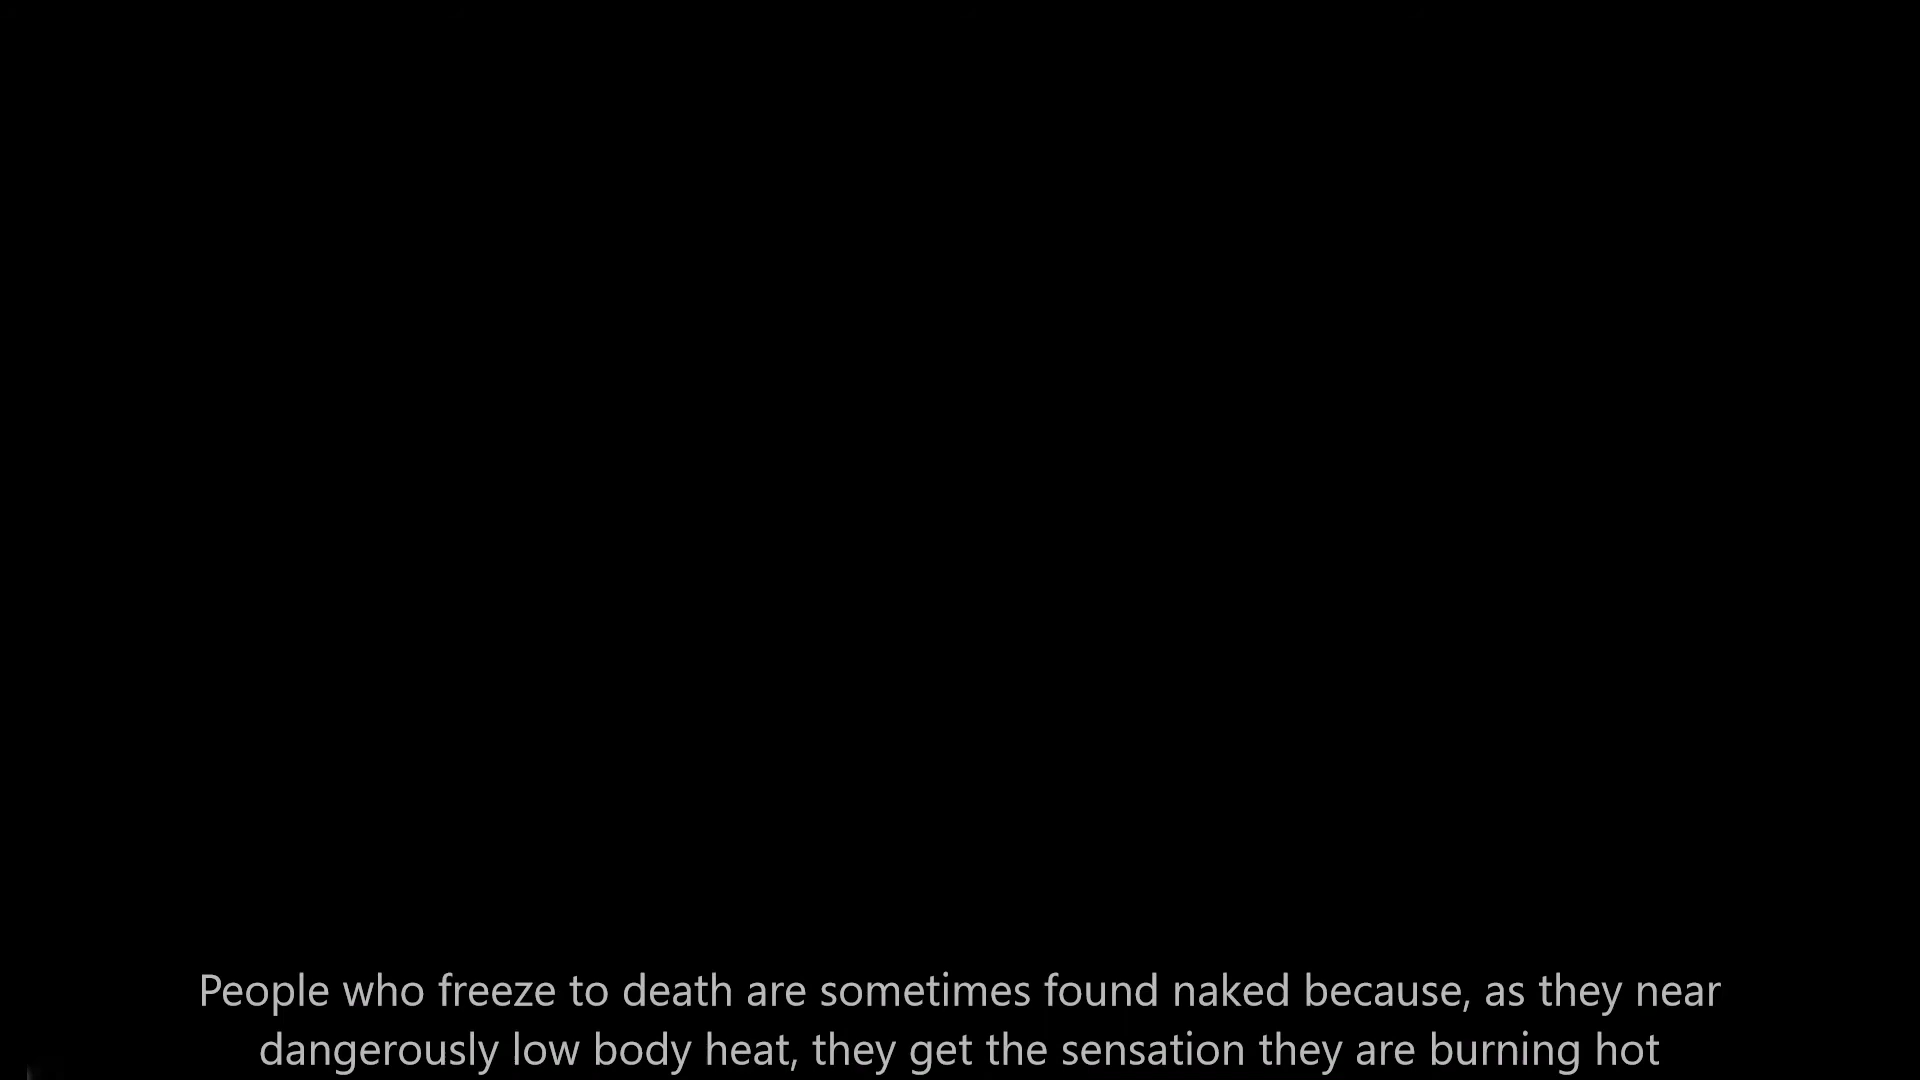 People who freeze to death are sometimes found naked because, as they near
dangerously low body heat, they get the sensation they are burning hot